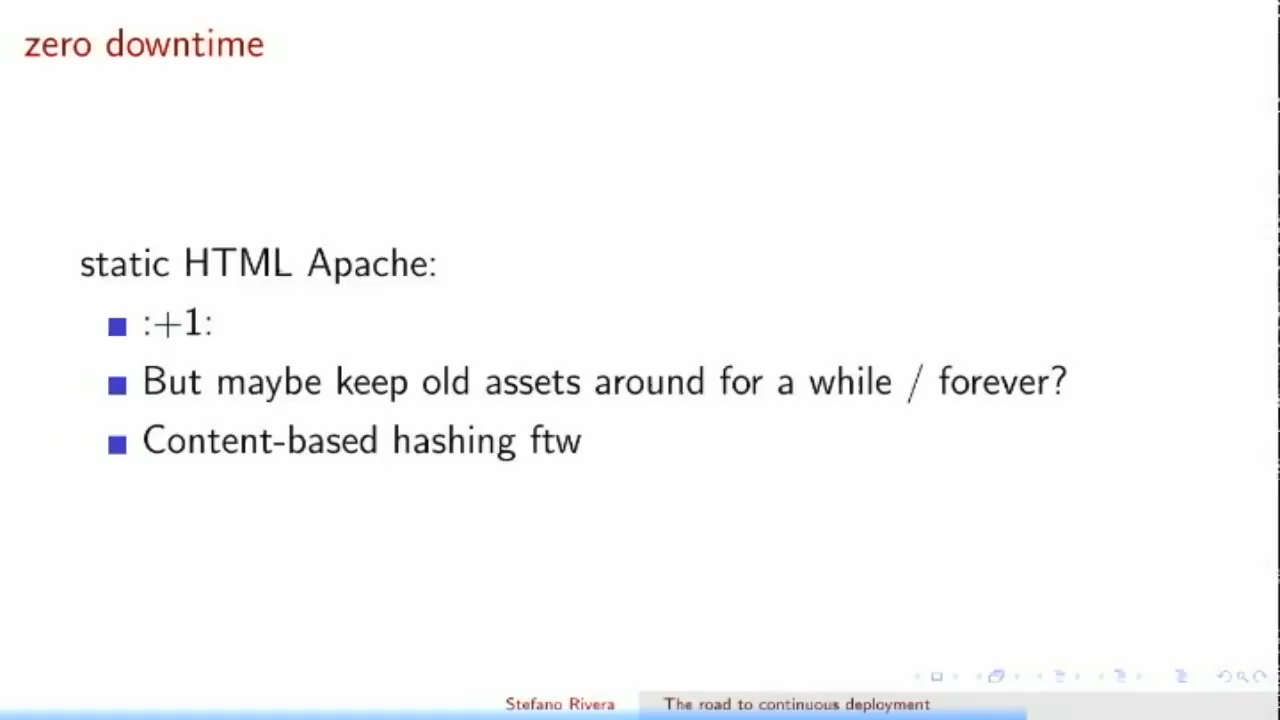 zero downtime
static HTML Apache:
:+1:
But maybe keep old assets around for a while / forever?
Content-based hashing ftw
Stefano Rivera
The road to continuous deployment